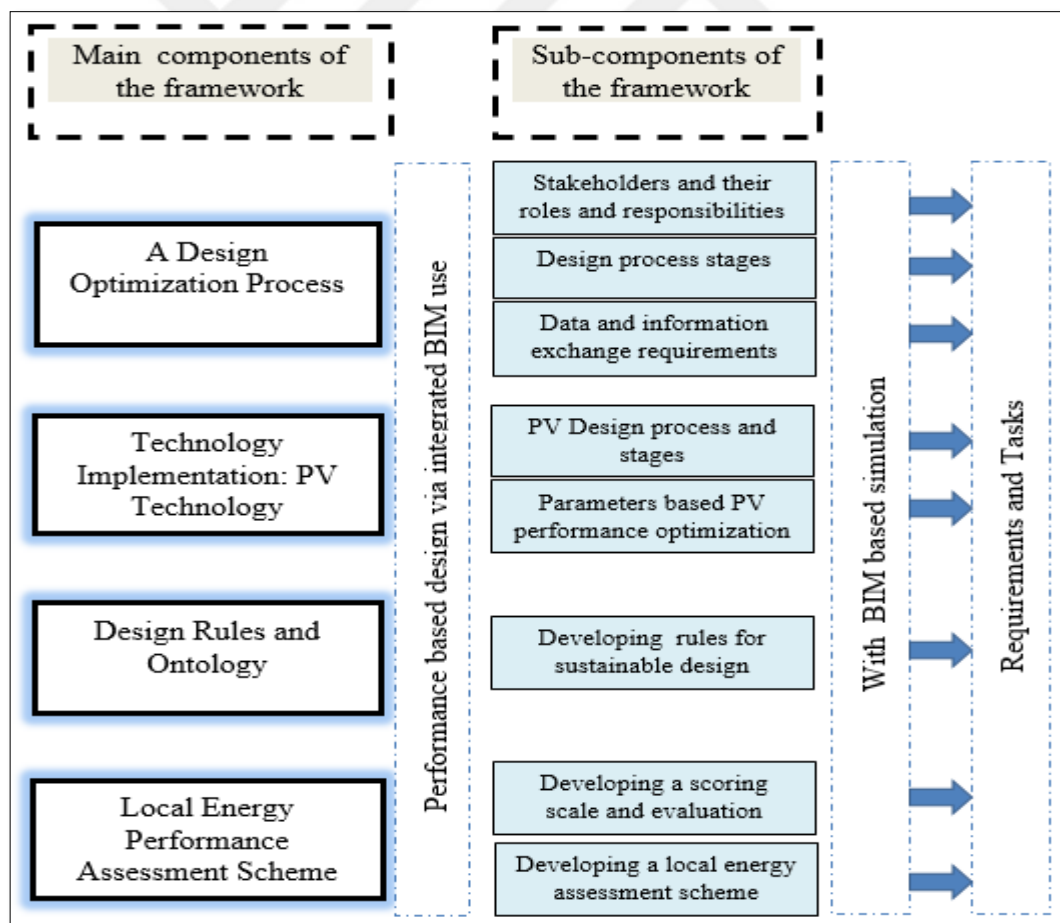 Main components of
the framework
Sub-components of
the framework
A Design
Optimization Process
Technology
Implementation: PV
Technology
Design Rules and
Ontology
Local Energy
Performance
Assessment Scheme
Performance based design via integrated BIM use
Stakeholders and their
roles and responsibilities
Design process stages
Data and information
exchange requirements
PV Design process and
stages
Parameters based PV
performance optimization
Developing rules for
sustainable design
Developing a scoring
scale and evaluation
Developing a local energy
assessment scheme
With BIM based simulation
Requirements and Tasks